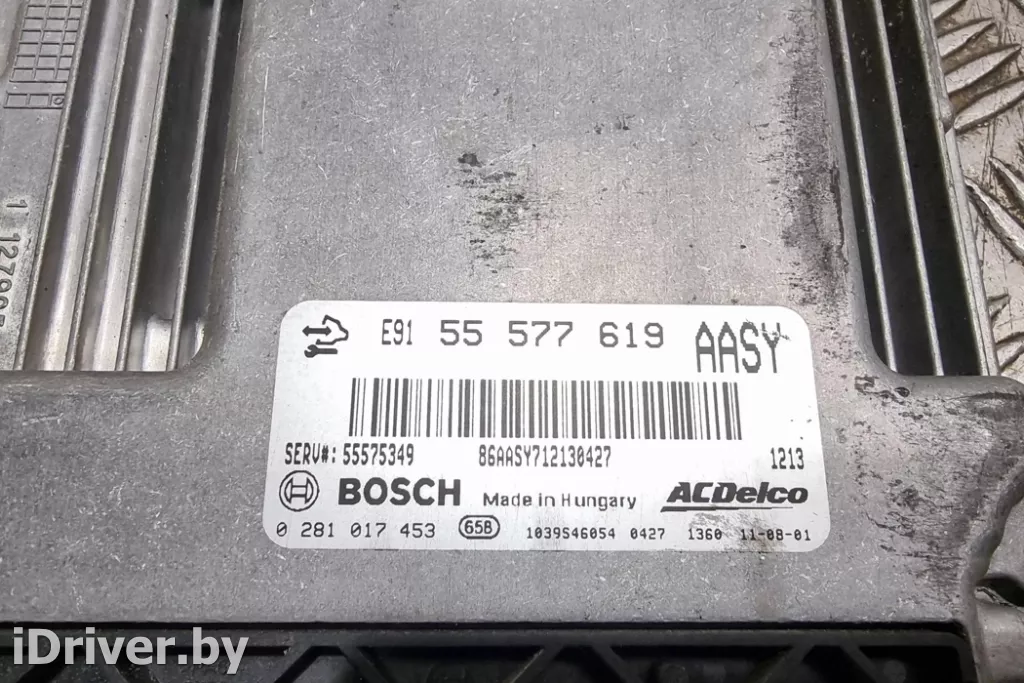 E91 55 577 619 AASY
SERV#: 55575349 86AASY712130427 1213
BOSCH Made in Hungary ACDelco
0 281 017 453 65B 1039S46054 0427 1360 11-08-01
iDriver.by